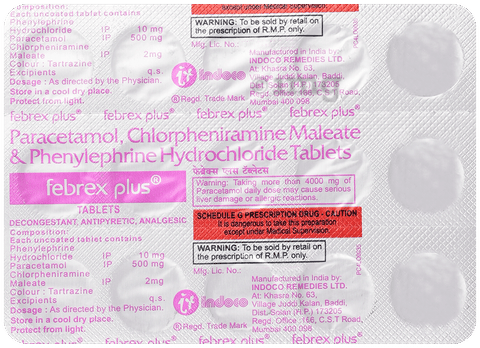 Each uncoated tablet contains
Phenylephrine
Hydrochloride IP 10 mg
Paracetamol IP 500 mg
Chlorpheniramine
Maleate IP 2mg
Colour : Tartrazine
Excipients q.s.
Dosage : As directed by the Physician.
Store in a cool dry place.
Protect from light.
except under Medical Supervision.
WARNING: To be sold by retail on
the prescription of R.M.P. only.
Mfg. Lic. No.:
indoco
® Regd. Trade Mark
Manufactured in India by:
INDOCO REMEDIES LTD.
At: Khasra No. 63,
Village Juddi Kalan, Baddi,
Dist. Solan (H.P.) 173205
Regd. Office: 166, C.S.T. Road,
Mumbai 400 098
febrex plus® febrex plus® febrex plus®
Paracetamol, Chlorpheniramine Maleate
& Phenylephrine Hydrochloride Tablets
febrex plus®
फेब्रेक्स प्लस टेब्लेटस
TABLETS
DECONGESTANT, ANTIPYRETIC, ANALGESIC
Warning: Taking more than 4000 mg of
Paracetamol daily dose may cause serious
liver damage or allergic reactions.
SCHEDULE G PRESCRIPTION DRUG - CAUTION
It is dangerous to take this preparation
except under Medical Supervision.
WARNING: To be sold by retail on
the prescription of R.M.P. only.
Composition:
Each uncoated tablet contains
Phenylephrine
Hydrochloride IP 10 mg
Paracetamol IP 500 mg
Chlorpheniramine
Maleate IP 2mg
Colour : Tartrazine
Excipients q.s.
Dosage : As directed by the Physician.
Store in a cool dry place.
Protect from light.
Mfg. Lic. No.:
indoco
® Regd. Trade Mark
Manufactured in India by:
INDOCO REMEDIES LTD.
At: Khasra No. 63,
Village Juddi Kalan, Baddi,
Dist. Solan (H.P.) 173205
Regd. Office: 166, C.S.T. Road,
Mumbai 400 098
febrex plus® febrex plus® febrex plus®